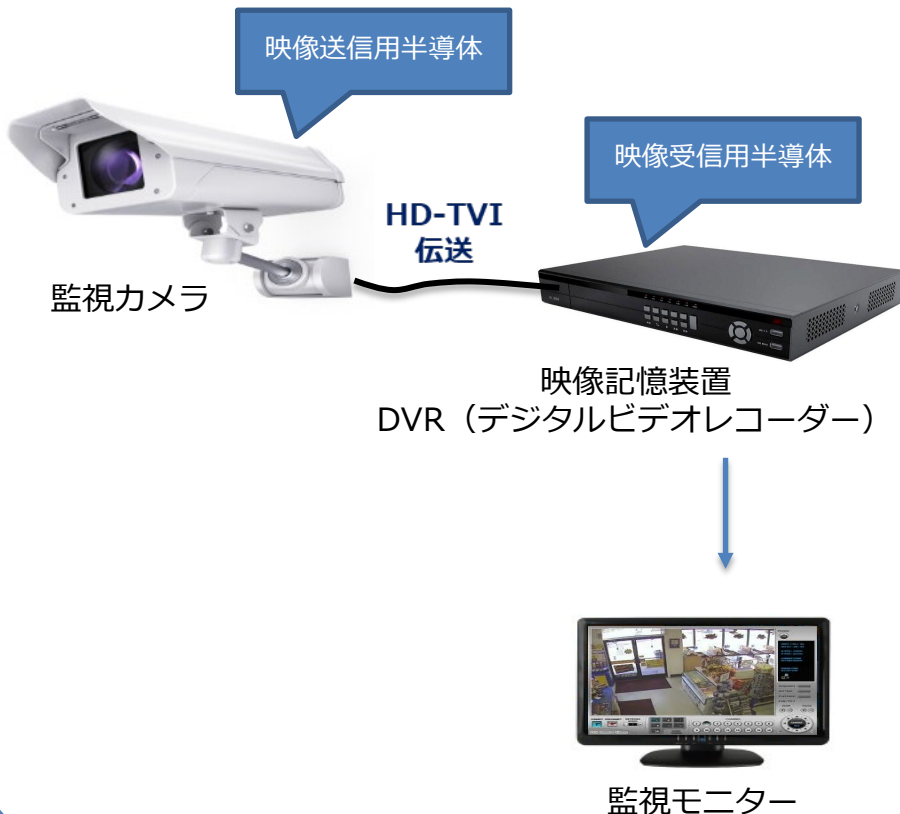 映像送信用半導体
映像受信用半導体
HD-TVI
伝送
監視カメラ
映像記憶装置
DVR（デジタルビデオレコーダー）
監視モニター